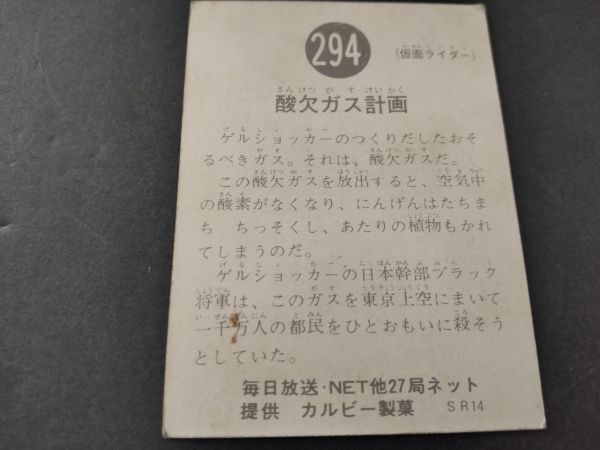 294
(仮面ライダー)
酸欠ガス計画
ゲルショッカーのつくりだしたおそ
るべきガス。それは、酸欠ガスだ。
この酸欠ガスを放出すると、空気中
の酸素がなくなり、にんげんはたちま
ち ちっそくし、あたりの植物もかれ
てしまうのだ。
ゲルショッカーの日本幹部ブラック
将軍は、このガスを東京上空にまいて
一千万人の都民をひとおもいに殺そう
としていた。
毎日放送・NET他27局ネット
提供 カルビー製菓 SR14